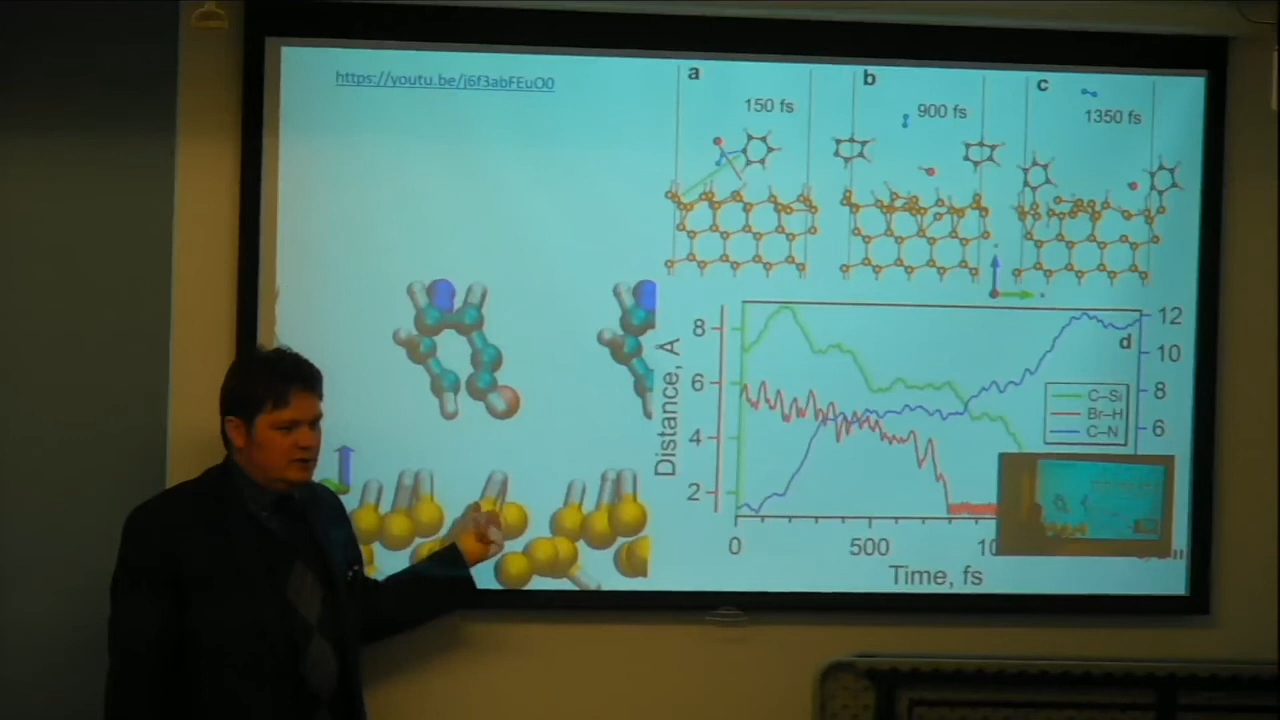 https://youtu.be/j6f3abFEuO0
a
150 fs
b
900 fs
c
1350 fs
8
6
4
2
Distance, Å
12
d
10
8
6
C–Si
Br–H
C–N
0
500
10
Time, fs